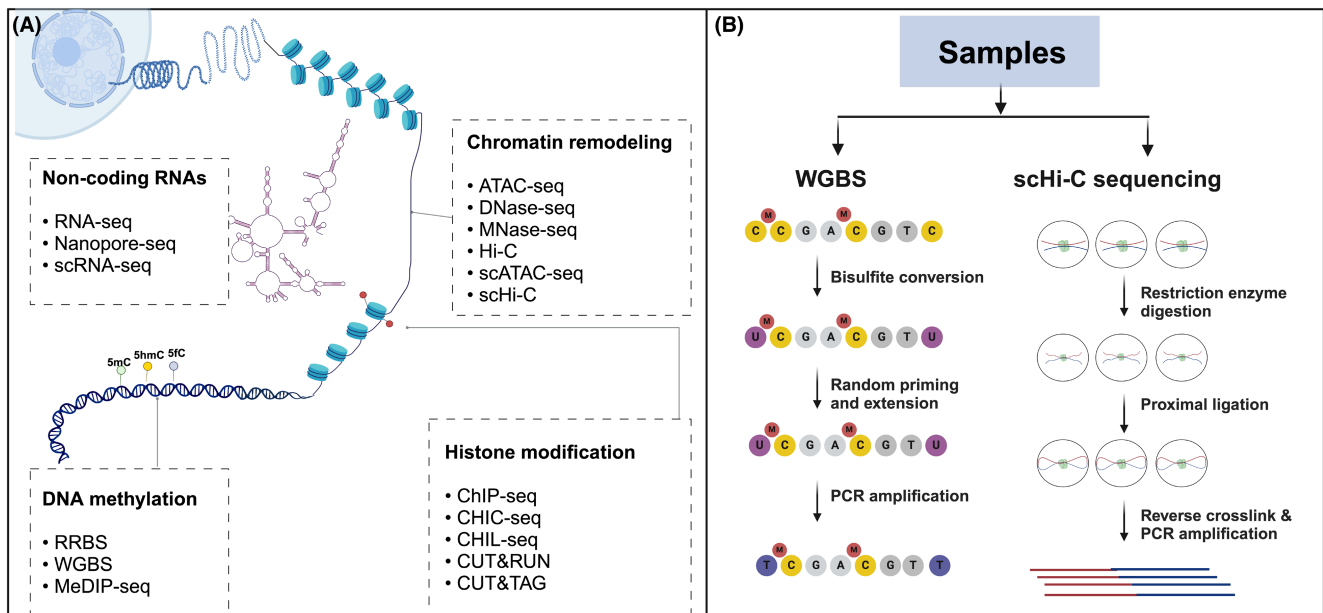 (A)
Non-coding RNAs
• RNA-seq
• Nanopore-seq
• scRNA-seq
Chromatin remodeling
• ATAC-seq
• DNase-seq
• MNase-seq
• Hi-C
• scATAC-seq
• scHi-C
5mC 5hmC 5fC
DNA methylation
• RRBS
• WGBS
• MeDIP-seq
Histone modification
• ChIP-seq
• CHIC-seq
• CHIL-seq
• CUT&RUN
• CUT&TAG
(B)
Samples
WGBS
M M
C C G A C G T C
Bisulfite conversion
M M
U C G A C G T U
Random priming
and extension
M M
U C G A C G T U
PCR amplification
M M
T C G A C G T T
scHi-C sequencing
Restriction enzyme
digestion
Proximal ligation
Reverse crosslink &
PCR amplification